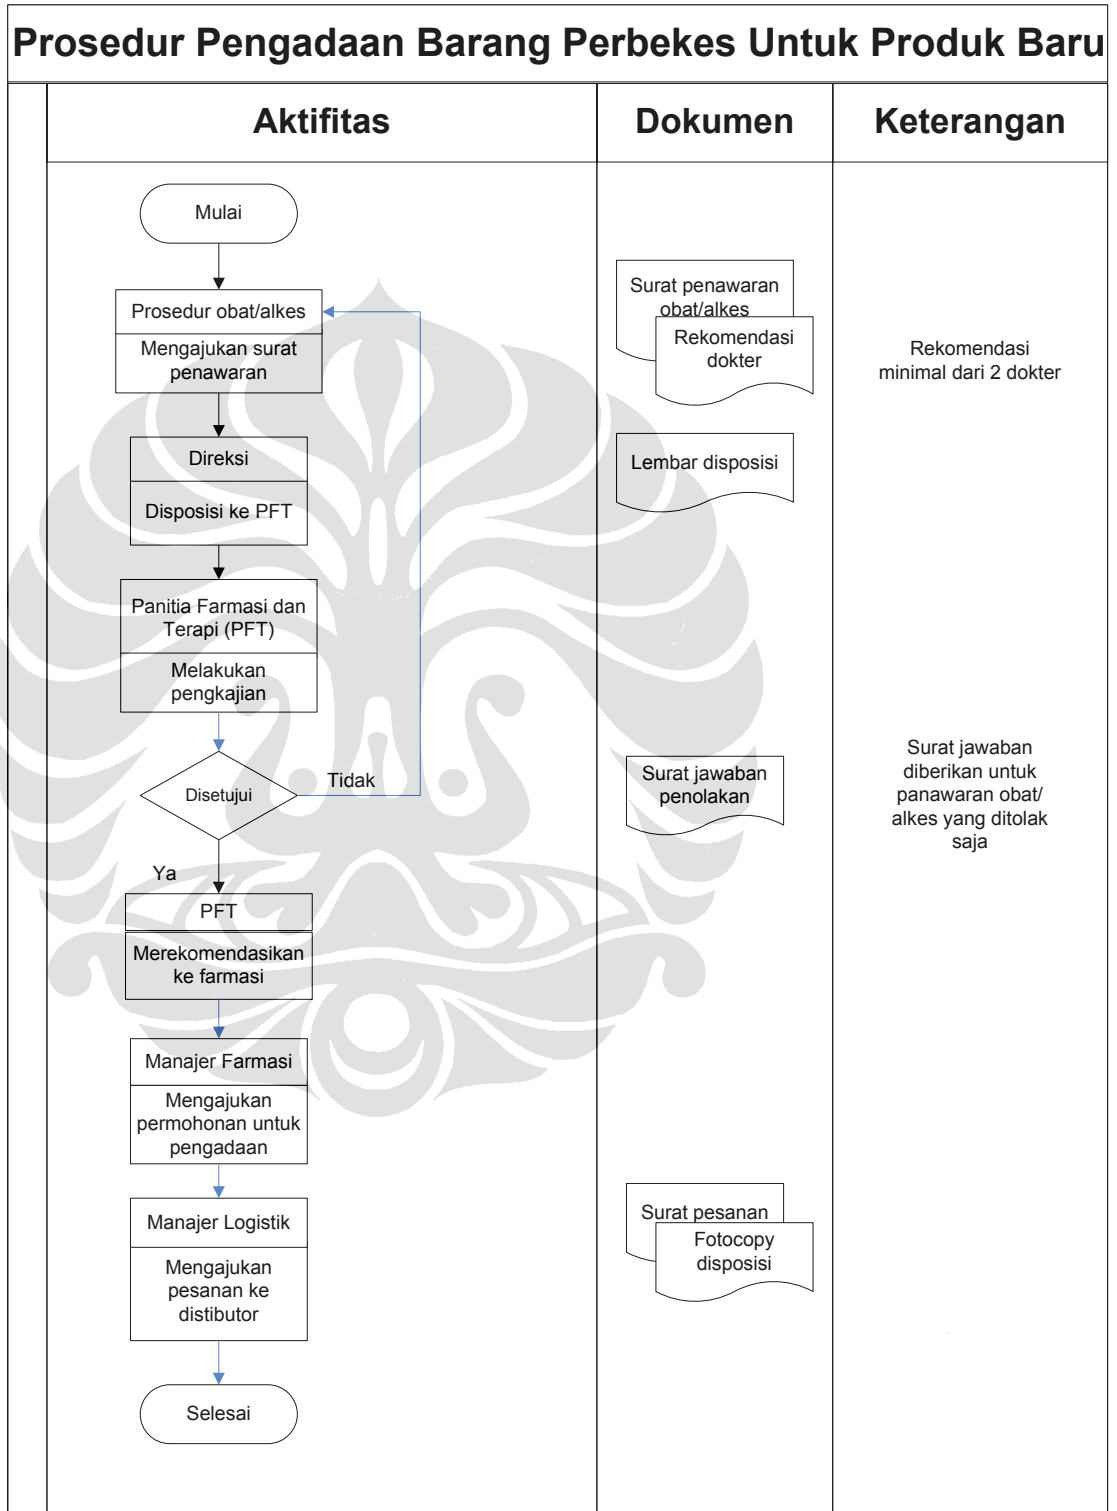 Prosedur Pengadaan Barang Perbekes Untuk Produk Baru
Aktifitas
Dokumen
Keterangan
Mulai
Prosedur obat/alkes
Mengajukan surat
penawaran
Surat penawaran
obat/alkes
Rekomendasi
dokter
Rekomendasi
minimal dari 2 dokter
Direksi
Disposisi ke PFT
Lembar disposisi
Panitia Farmasi dan
Terapi (PFT)
Melakukan
pengkajian
Disetujui
Tidak
Surat jawaban
penolakan
Surat jawaban
diberikan untuk
panawaran obat/
alkes yang ditolak
saja
Ya
PFT
Merekomendasikan
ke farmasi
Manajer Farmasi
Mengajukan
permohonan untuk
pengadaan
Manajer Logistik
Mengajukan
pesanan ke
distibutor
Surat pesanan
Fotocopy
disposisi
Selesai